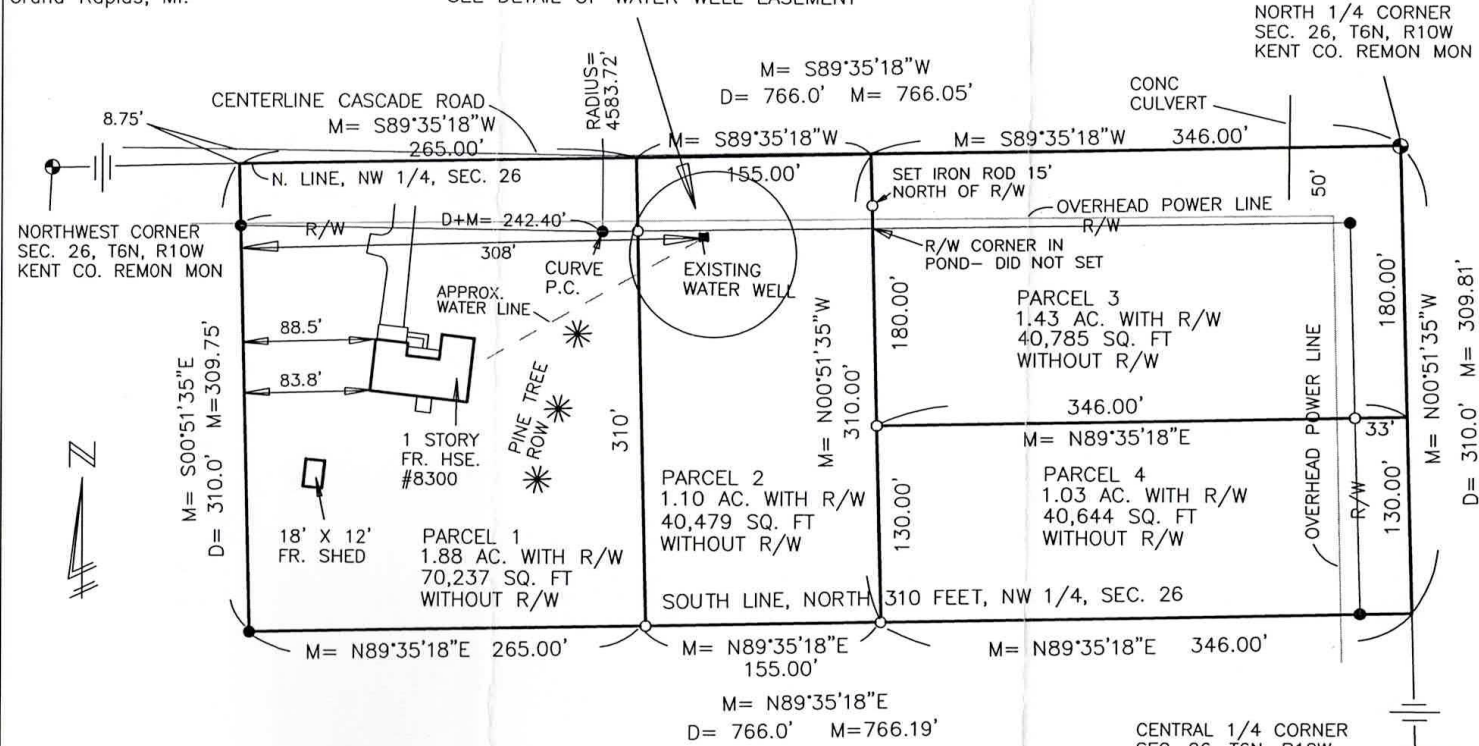 SEE DETAIL OF WATER WELL EASEMENT
NORTH 1/4 CORNER
SEC. 26, T6N, R10W
KENT CO. REMON MON
M= S89°35'18"W
D= 766.0' M= 766.05'
RADIUS=
4583.72'
CONC
CULVERT
CENTERLINE CASCADE ROAD
8.75'
M= S89°35'18"W
265.00'
M= S89°35'18"W
155.00'
M= S89°35'18"W 346.00'
N. LINE, NW 1/4, SEC. 26
SET IRON ROD 15'
NORTH OF R/W
50'
NORTHWEST CORNER
SEC. 26, T6N, R10W
KENT CO. REMON MON
R/W
D+M= 242.40'
308'
OVERHEAD POWER LINE
R/W
R/W CORNER IN
POND- DID NOT SET
CURVE
P.C.
EXISTING
WATER WELL
APPROX.
WATER LINE
88.5'
83.8'
M= S00°51'35"E
D= 310.0' M=309.75'
PINE TREE
ROW
310'
M= N00°51'35"W
310.00'
180.00'
130.00'
PARCEL 3
1.43 AC. WITH R/W
40,785 SQ. FT
WITHOUT R/W
OVERHEAD POWER LINE
180.00'
M= N00°51'35"W
D= 310.0' M= 309.81'
346.00'
M= N89°35'18"E
33'
R/W
130.00'
1 STORY
FR. HSE.
#8300
N
18' X 12'
FR. SHED
PARCEL 1
1.88 AC. WITH R/W
70,237 SQ. FT
WITHOUT R/W
PARCEL 2
1.10 AC. WITH R/W
40,479 SQ. FT
WITHOUT R/W
PARCEL 4
1.03 AC. WITH R/W
40,644 SQ. FT
WITHOUT R/W
SOUTH LINE, NORTH 310 FEET, NW 1/4, SEC. 26
M= N89°35'18"E 265.00'
M= N89°35'18"E
155.00'
M= N89°35'18"E 346.00'
M= N89°35'18"E
D= 766.0' M=766.19'
CENTRAL 1/4 CORNER